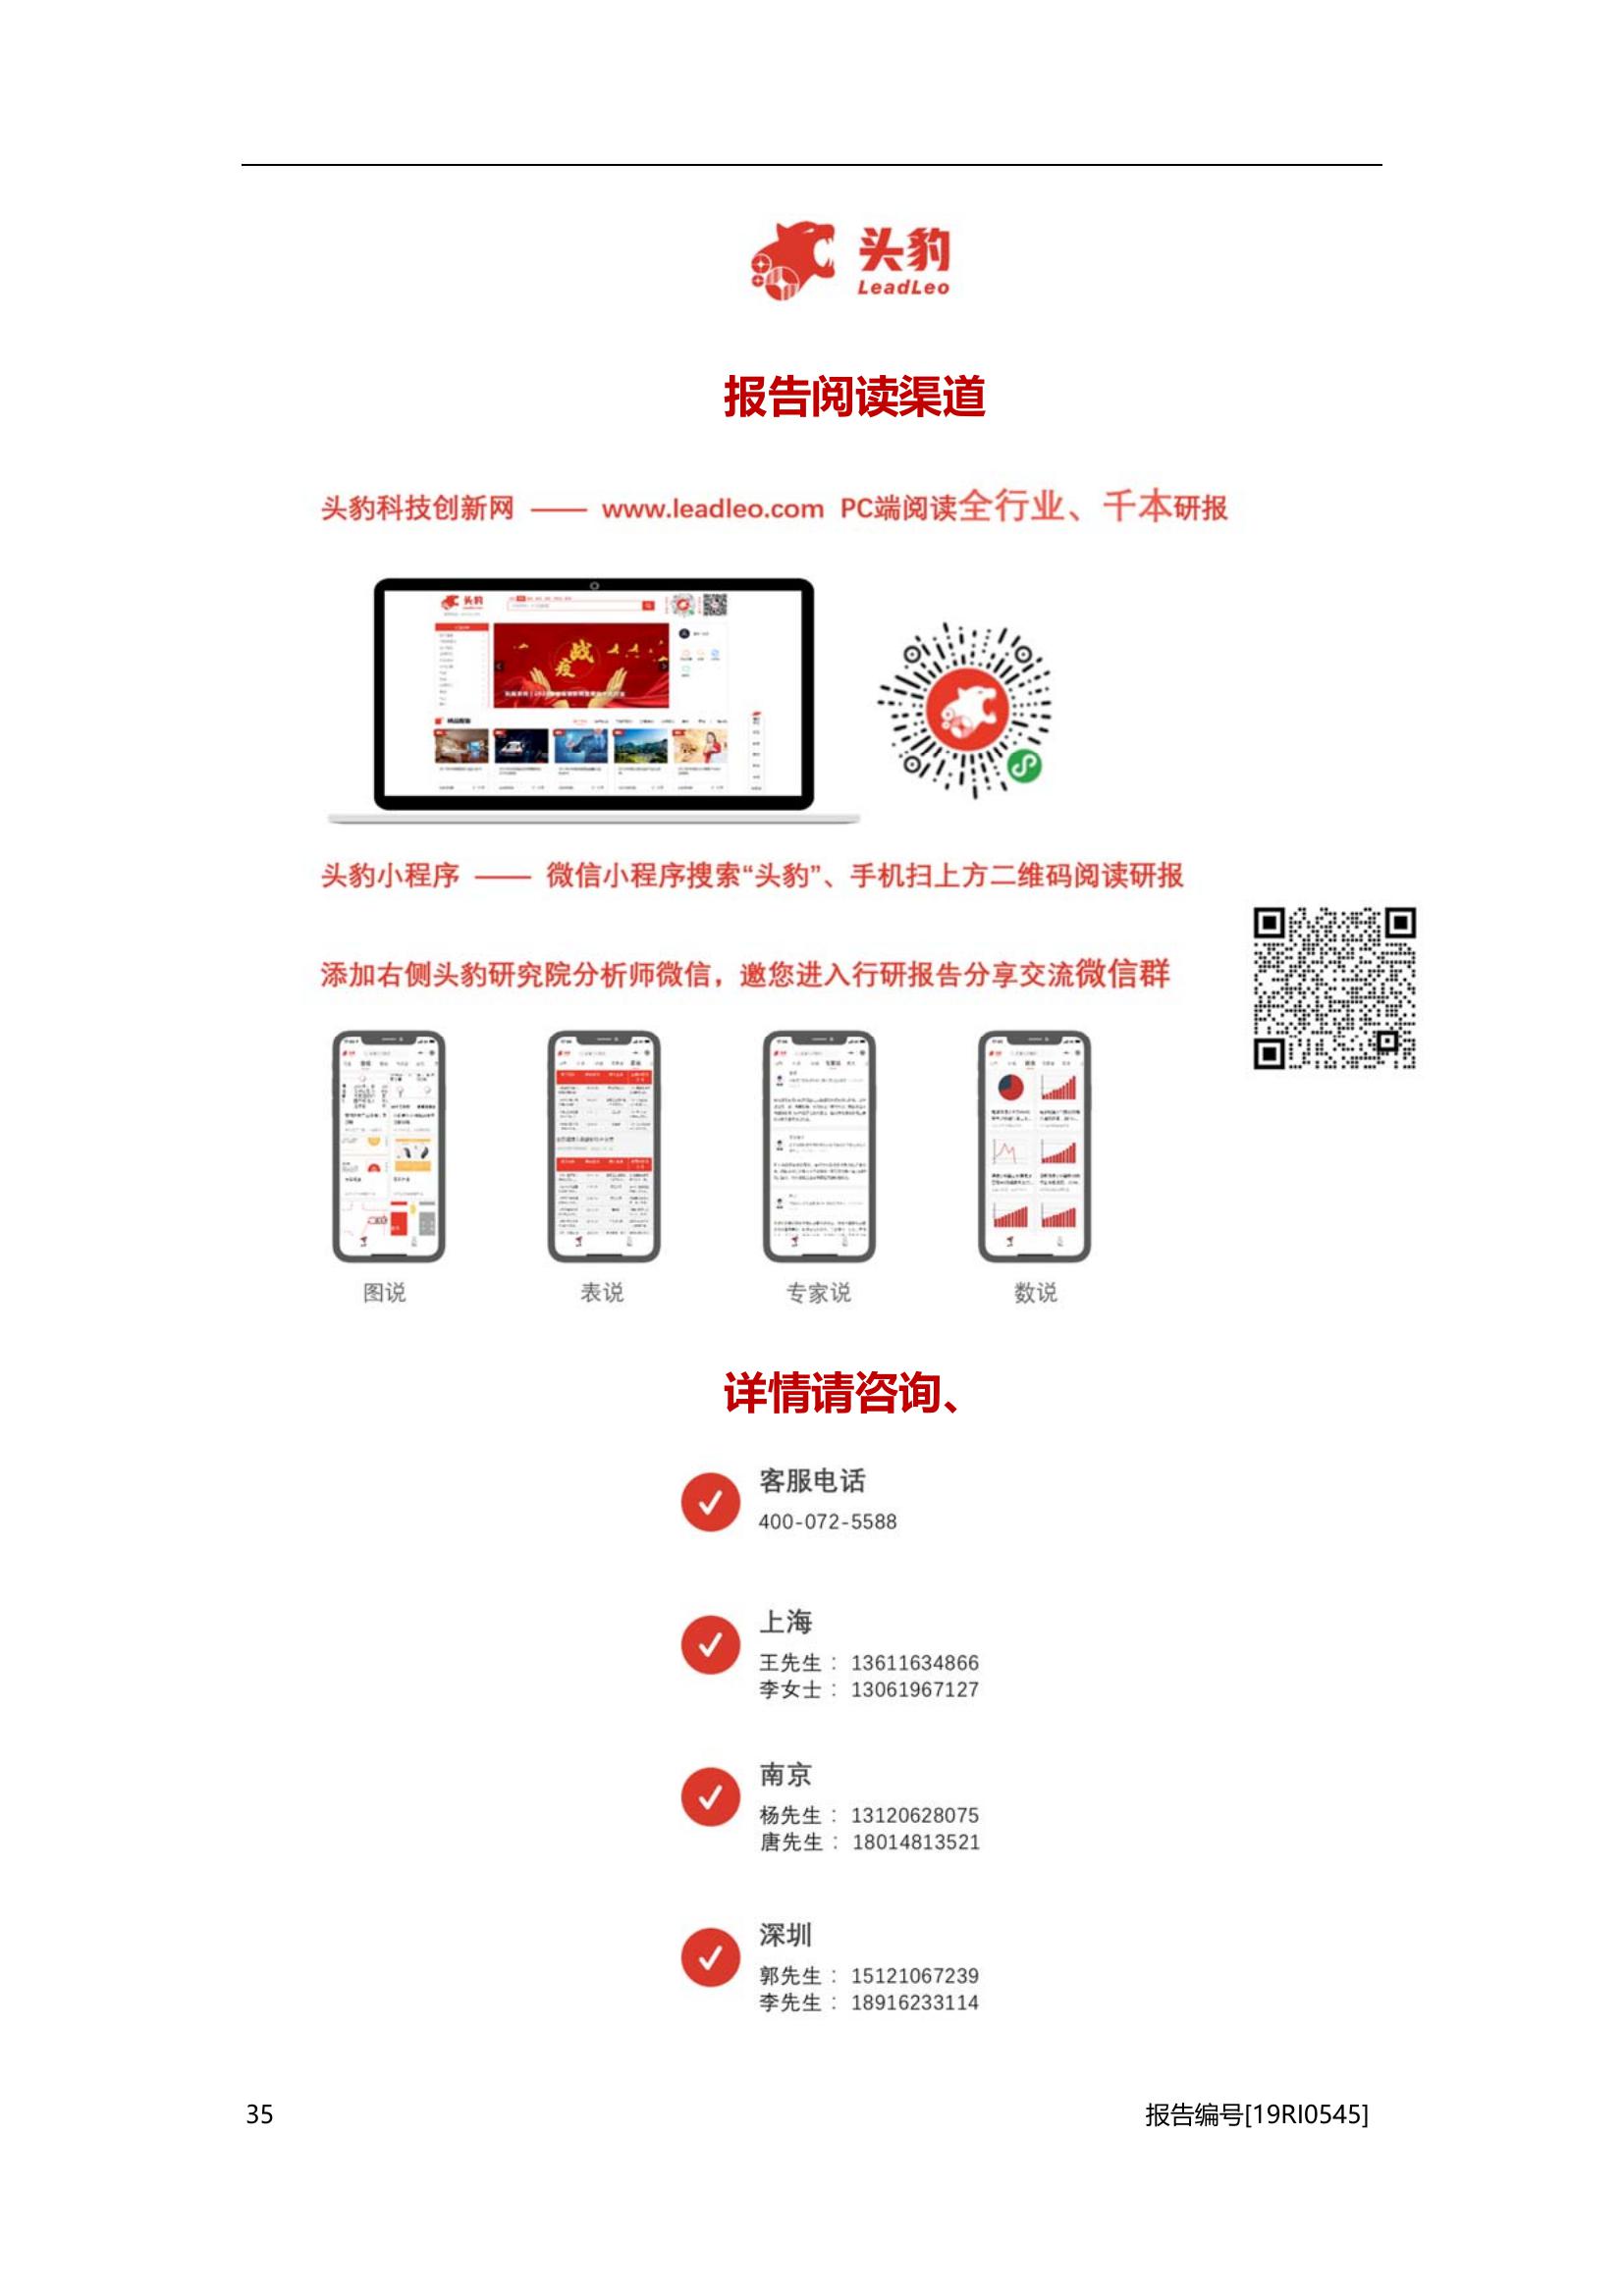 头豹
LeadLeo
报告阅读渠道
头豹科技创新网 —— www.leadleo.com PC端阅读全行业、千本研报
头豹
战
疫
头豹小程序 —— 微信小程序搜索“头豹”、手机扫上方二维码阅读研报
添加右侧头豹研究院分析师微信，邀您进入行研报告分享交流微信群
图说
表说
专家说
数说
详情请咨询、
客服电话
400-072-5588
上海
王先生： 13611634866
李女士： 13061967127
南京
杨先生： 13120628075
唐先生： 18014813521
深圳
郭先生： 15121067239
李先生： 18916233114
35
报告编号[19RI0545]